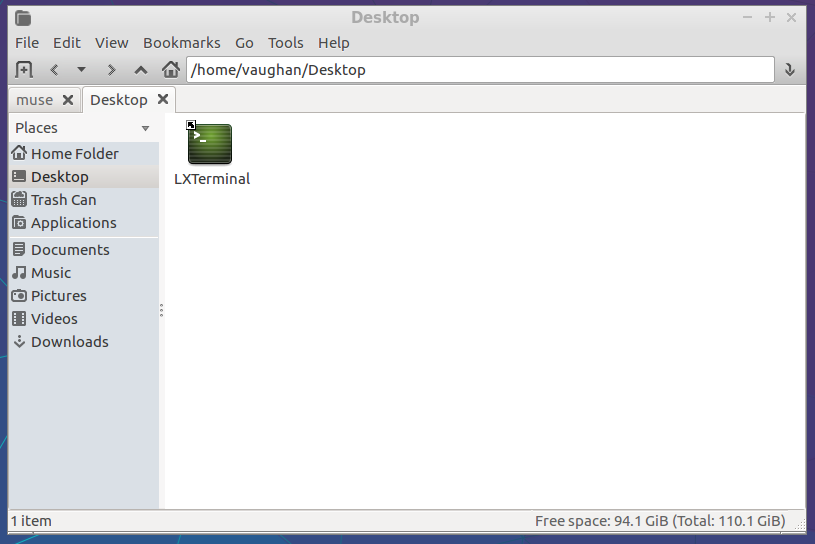 Desktop
File Edit View Bookmarks Go Tools Help
/home/vaughan/Desktop
muse Desktop
Places
Home Folder
Desktop
Trash Can
Applications
Documents
Music
Pictures
Videos
Downloads
>_
LXTerminal
1 item Free space: 94.1 GiB (Total: 110.1 GiB)